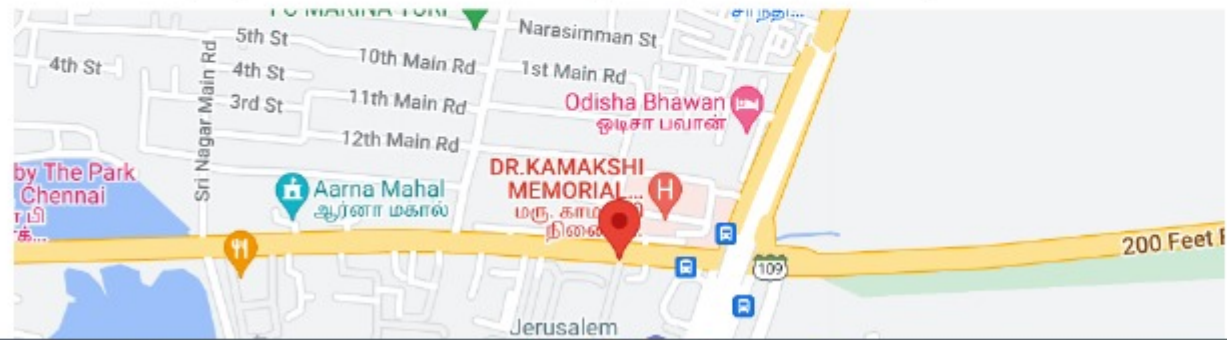 5th St
Narasimman St
4th St
10th Main Rd
4th St
1st Main Rd
Sri Nagar Main Rd
3rd St
11th Main Rd
Odisha Bhawan
ஒடிசா பவான்
12th Main Rd
by The Park
Chennai
Aarna Mahal
ஆர்னா மகால்
DR.KAMAKSHI
MEMORIAL...
H
மரு. காம
நினை
200 Feet
109
Jerusalem